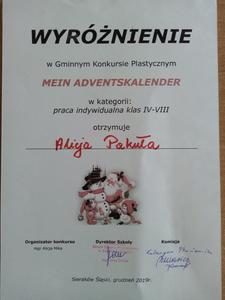 WYRÓŻNIENIE
w Gminnym Konkursie Plastycznym
MEIN ADVENTSKALENDER
w kategorii:
praca indywidualna klas IV-VIII
otrzymuje
Alicja Pakuła
Organizator konkursu
mgr Alicja Mika
Dyrektor Szkoły
Komisja
Sieraków Śląski, grudzień 2019r.